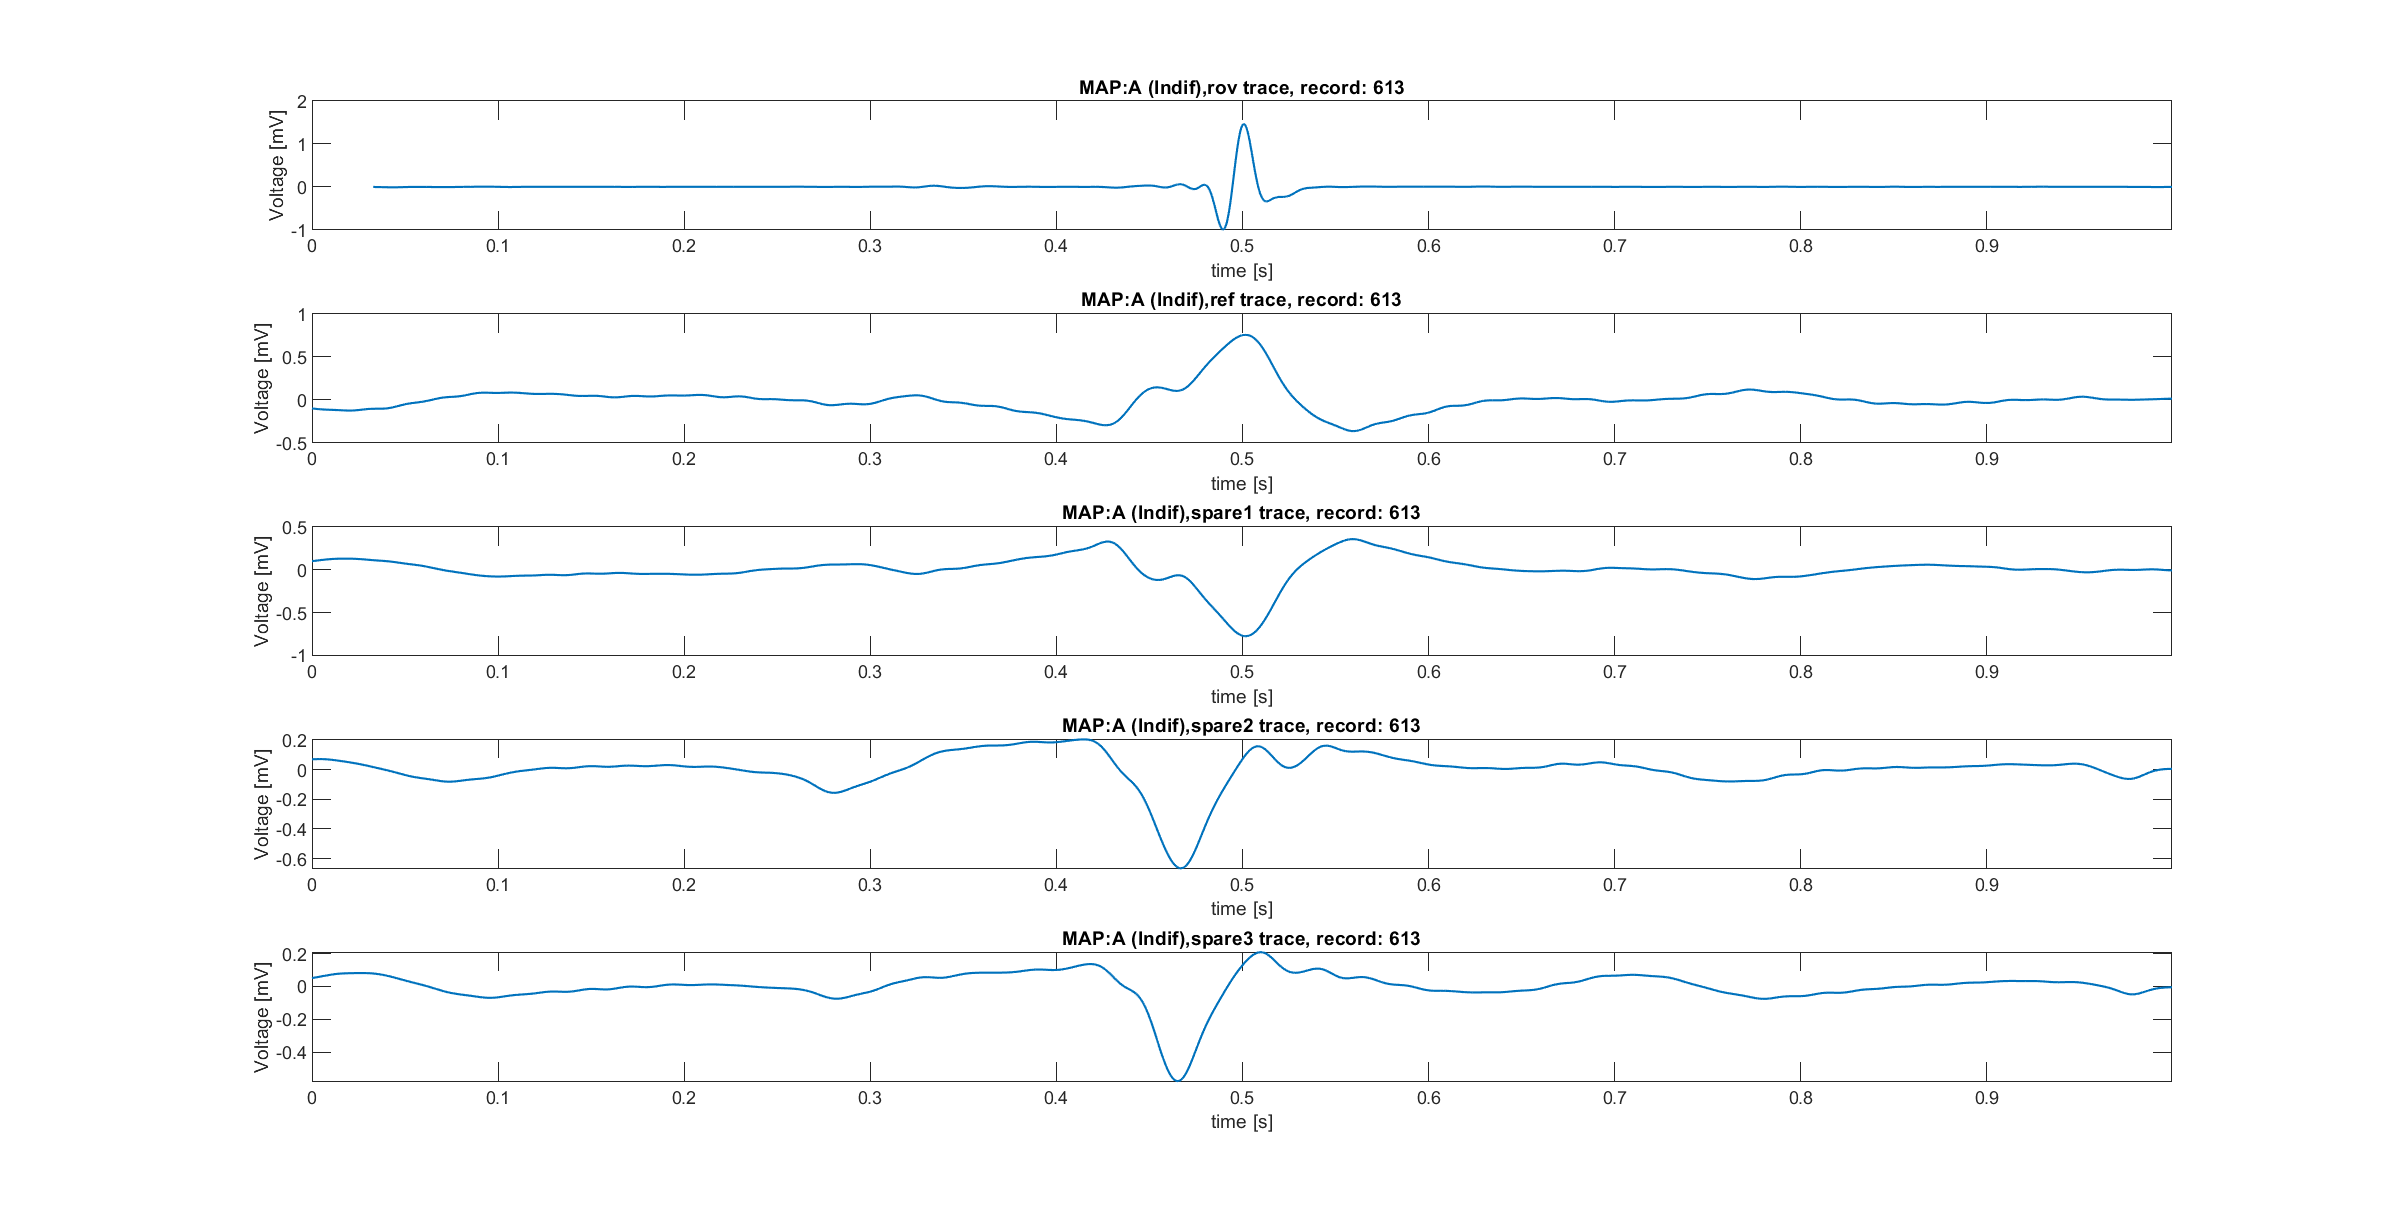 MAP:A (Indif),rov trace, record: 613
Voltage [mV]
2
1
0
-1
0 0.1 0.2 0.3 0.4 0.5 0.6 0.7 0.8 0.9
time [s]
MAP:A (Indif),ref trace, record: 613
Voltage [mV]
1
0.5
0
-0.5
0 0.1 0.2 0.3 0.4 0.5 0.6 0.7 0.8 0.9
time [s]
MAP:A (Indif),spare1 trace, record: 613
Voltage [mV]
0.5
0
-0.5
-1
0 0.1 0.2 0.3 0.4 0.5 0.6 0.7 0.8 0.9
time [s]
MAP:A (Indif),spare2 trace, record: 613
Voltage [mV]
0.2
0
-0.2
-0.4
-0.6
0 0.1 0.2 0.3 0.4 0.5 0.6 0.7 0.8 0.9
time [s]
MAP:A (Indif),spare3 trace, record: 613
Voltage [mV]
0.2
0
-0.2
-0.4
0 0.1 0.2 0.3 0.4 0.5 0.6 0.7 0.8 0.9
time [s]